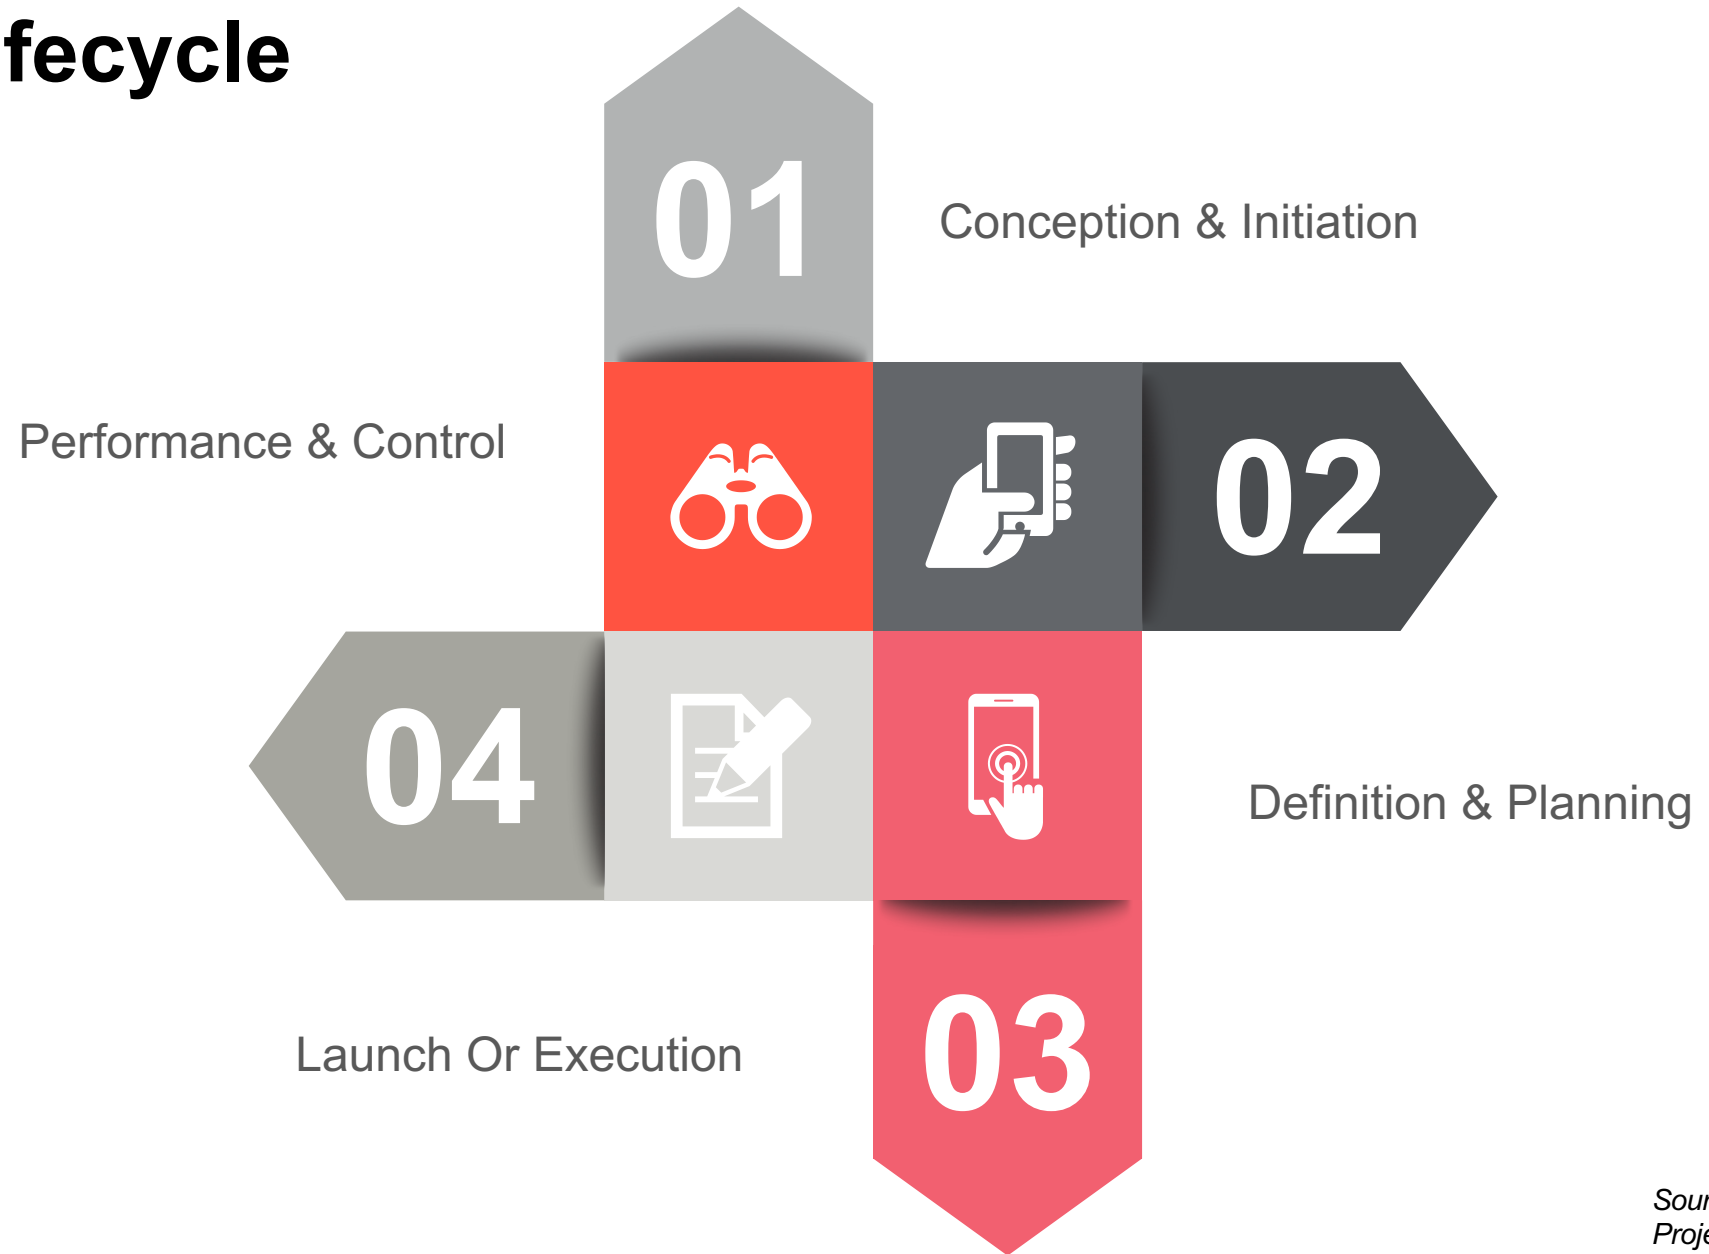 fecycle
01
Conception & Initiation
Performance & Control
02
04
Definition & Planning
Launch Or Execution
03